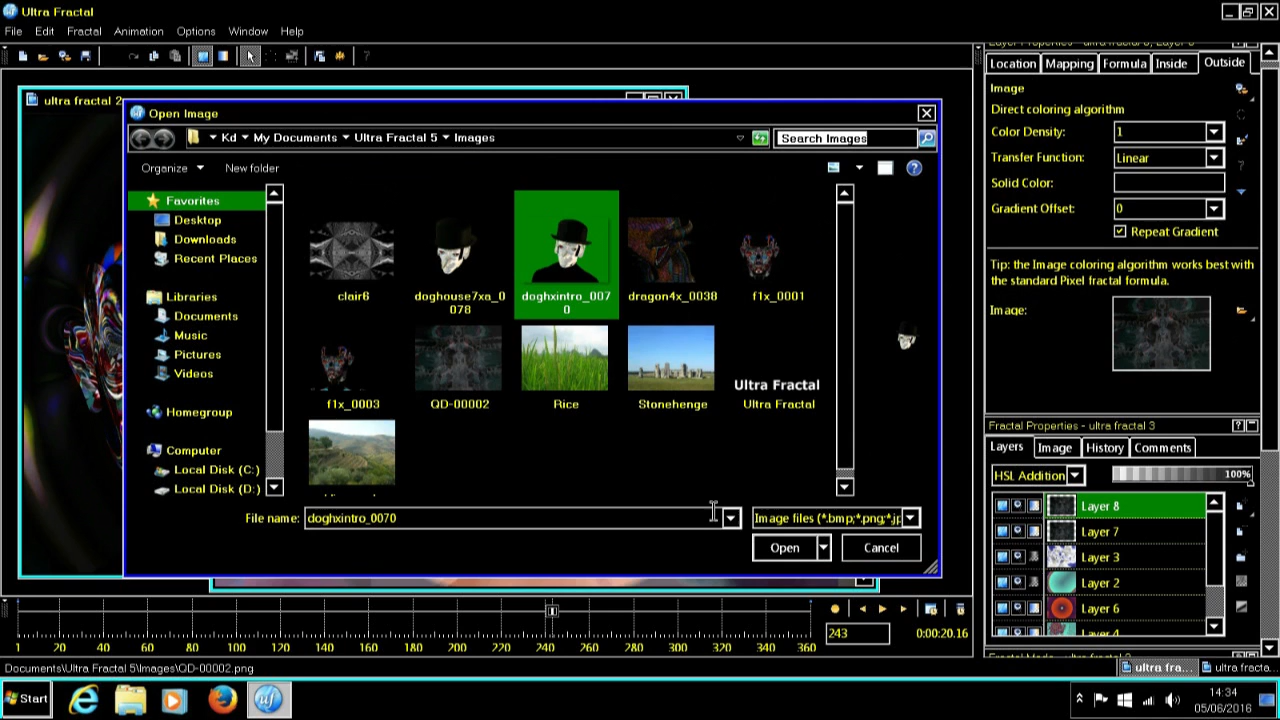 Ultra Fractal
File Edit Fractal Animation Options Window Help
ultra fractal 2
Open Image
Kd My Documents Ultra Fractal 5 Images
Search Images
Organize New folder
Favorites
Desktop
Downloads
Recent Places
Libraries
Documents
Music
Pictures
Videos
Homegroup
Computer
Local Disk (C:)
Local Disk (D:)
clair6
doghouse7xa_0
078
doghxintro_007
0
dragon4x_0038
f1x_0001
f1x_0003
QD-00002
Rice
Stonehenge
Ultra Fractal
Ultra Fractal
File name: doghxintro_0070
Image files (*.bmp;*.png;*.jp
Open Cancel
Location Mapping Formula Inside Outside
Image
Direct coloring algorithm
Color Density: 1
Transfer Function: Linear
Solid Color:
Gradient Offset: 0
Repeat Gradient
Tip: the Image coloring algorithm works best with
the standard Pixel fractal formula.
Image:
Fractal Properties - ultra fractal 3
Layers Image History Comments
HSL Addition 100%
Layer 8
Layer 7
Layer 3
Layer 2
Layer 6
Layer 4
1 20 40 60 80 100 120 140 160 180 200 220 240 260 280 300 320 340 360
243 0:00:20.16
Documents\Ultra Fractal 5\Images\QD-00002.png
ultra fra... ultra fracta...
Start
14:34
05/06/2016